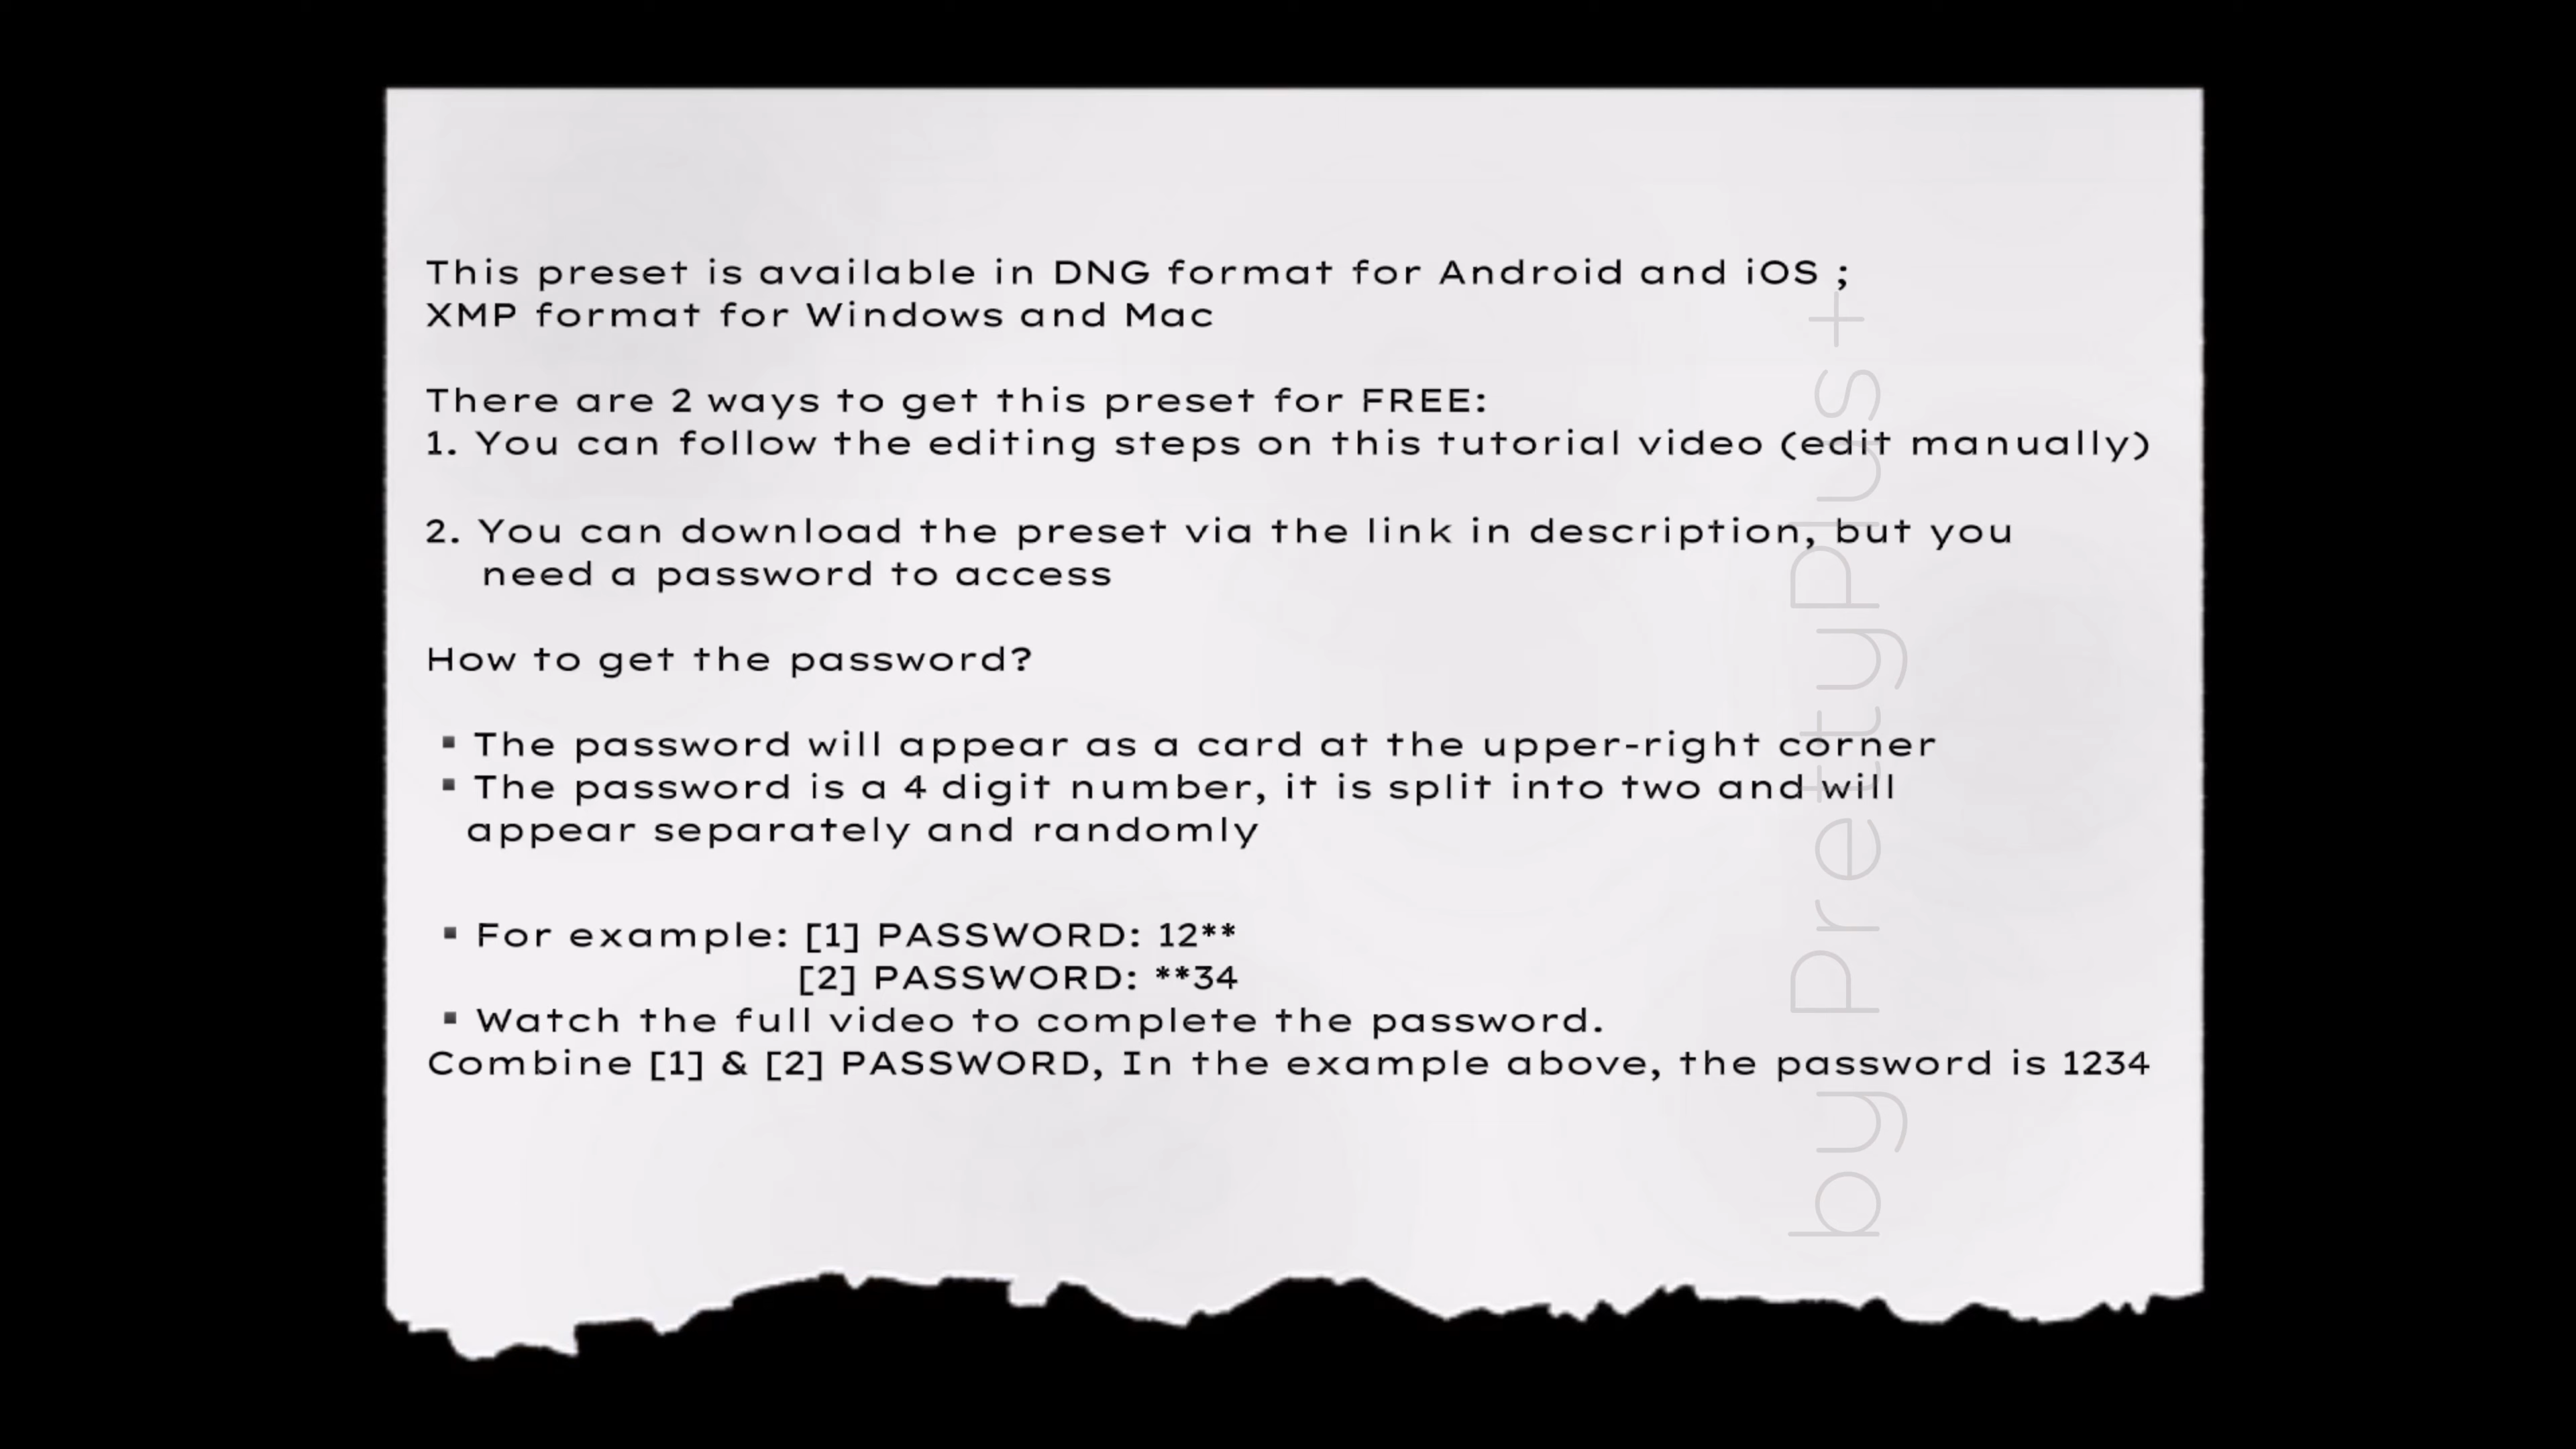 This preset is available in DNG format for Android and iOS ;
XMP format for Windows and Mac
There are 2 ways to get this preset for FREE:
1. You can follow the editing steps on this tutorial video (edit manually)
2. You can download the preset via the link in description, but you
need a password to access
How to get the password?
▪ The password will appear as a card at the upper-right corner
▪ The password is a 4 digit number, it is split into two and will
appear separately and randomly
▪ For example: [1] PASSWORD: 12**
[2] PASSWORD: **34
▪ Watch the full video to complete the password.
Combine [1] & [2] PASSWORD, In the example above, the password is 1234
by PrettyPlus+